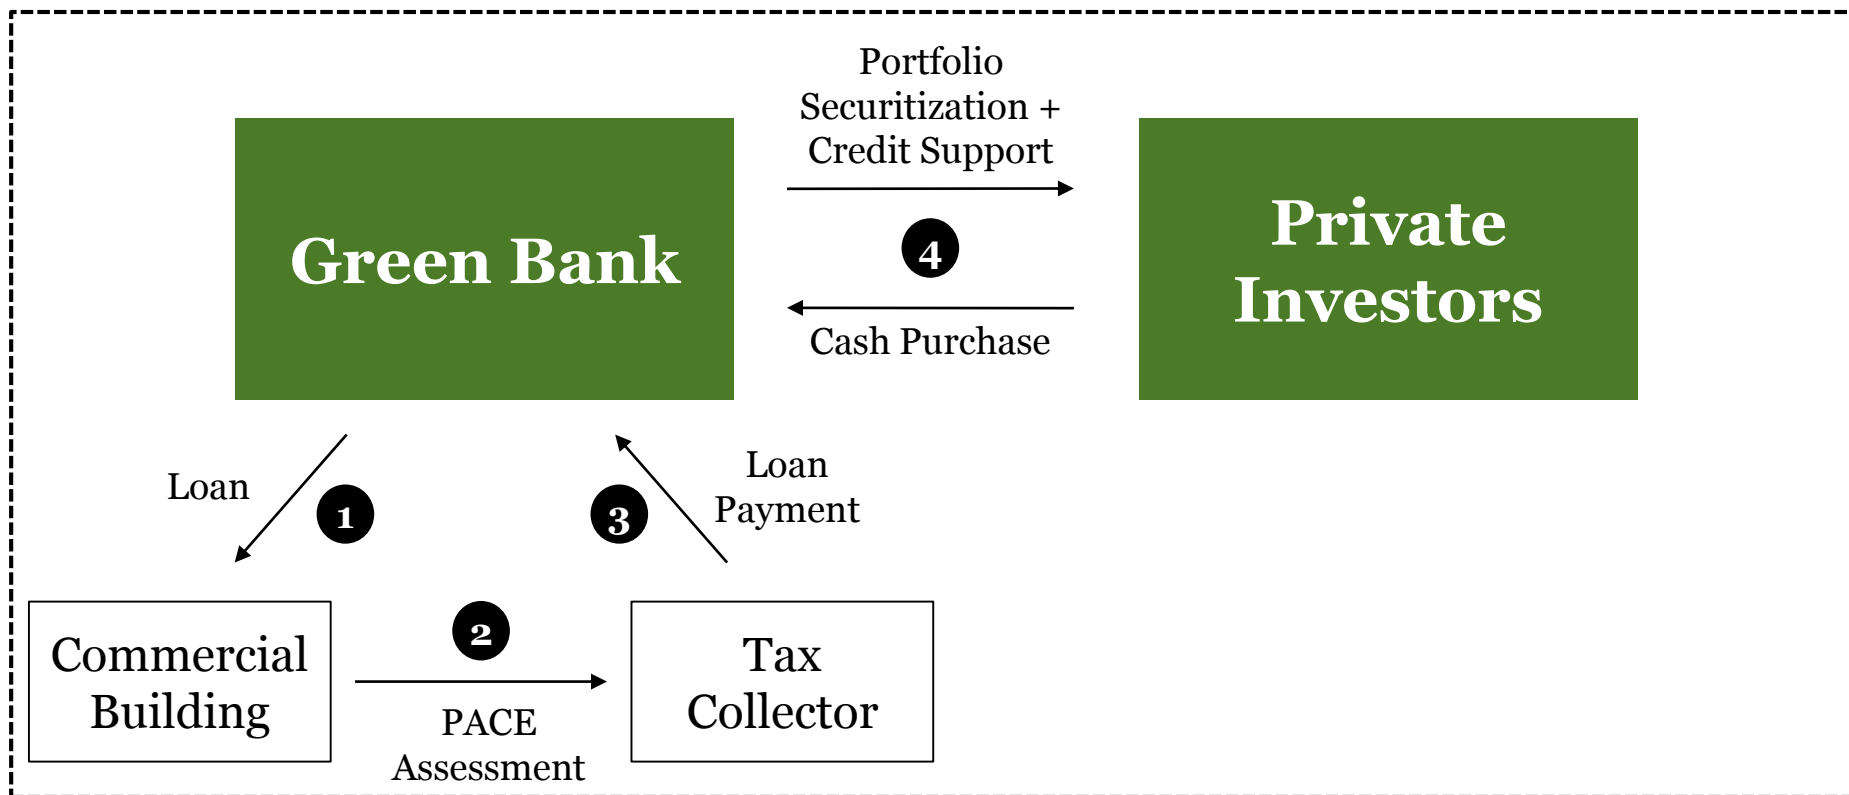 Portfolio
Securitization +
Credit Support
Green Bank
4
Private
Investors
Cash Purchase
Loan
1
3
Loan
Payment
Commercial
Building
2
PACE
Assessment
Tax
Collector